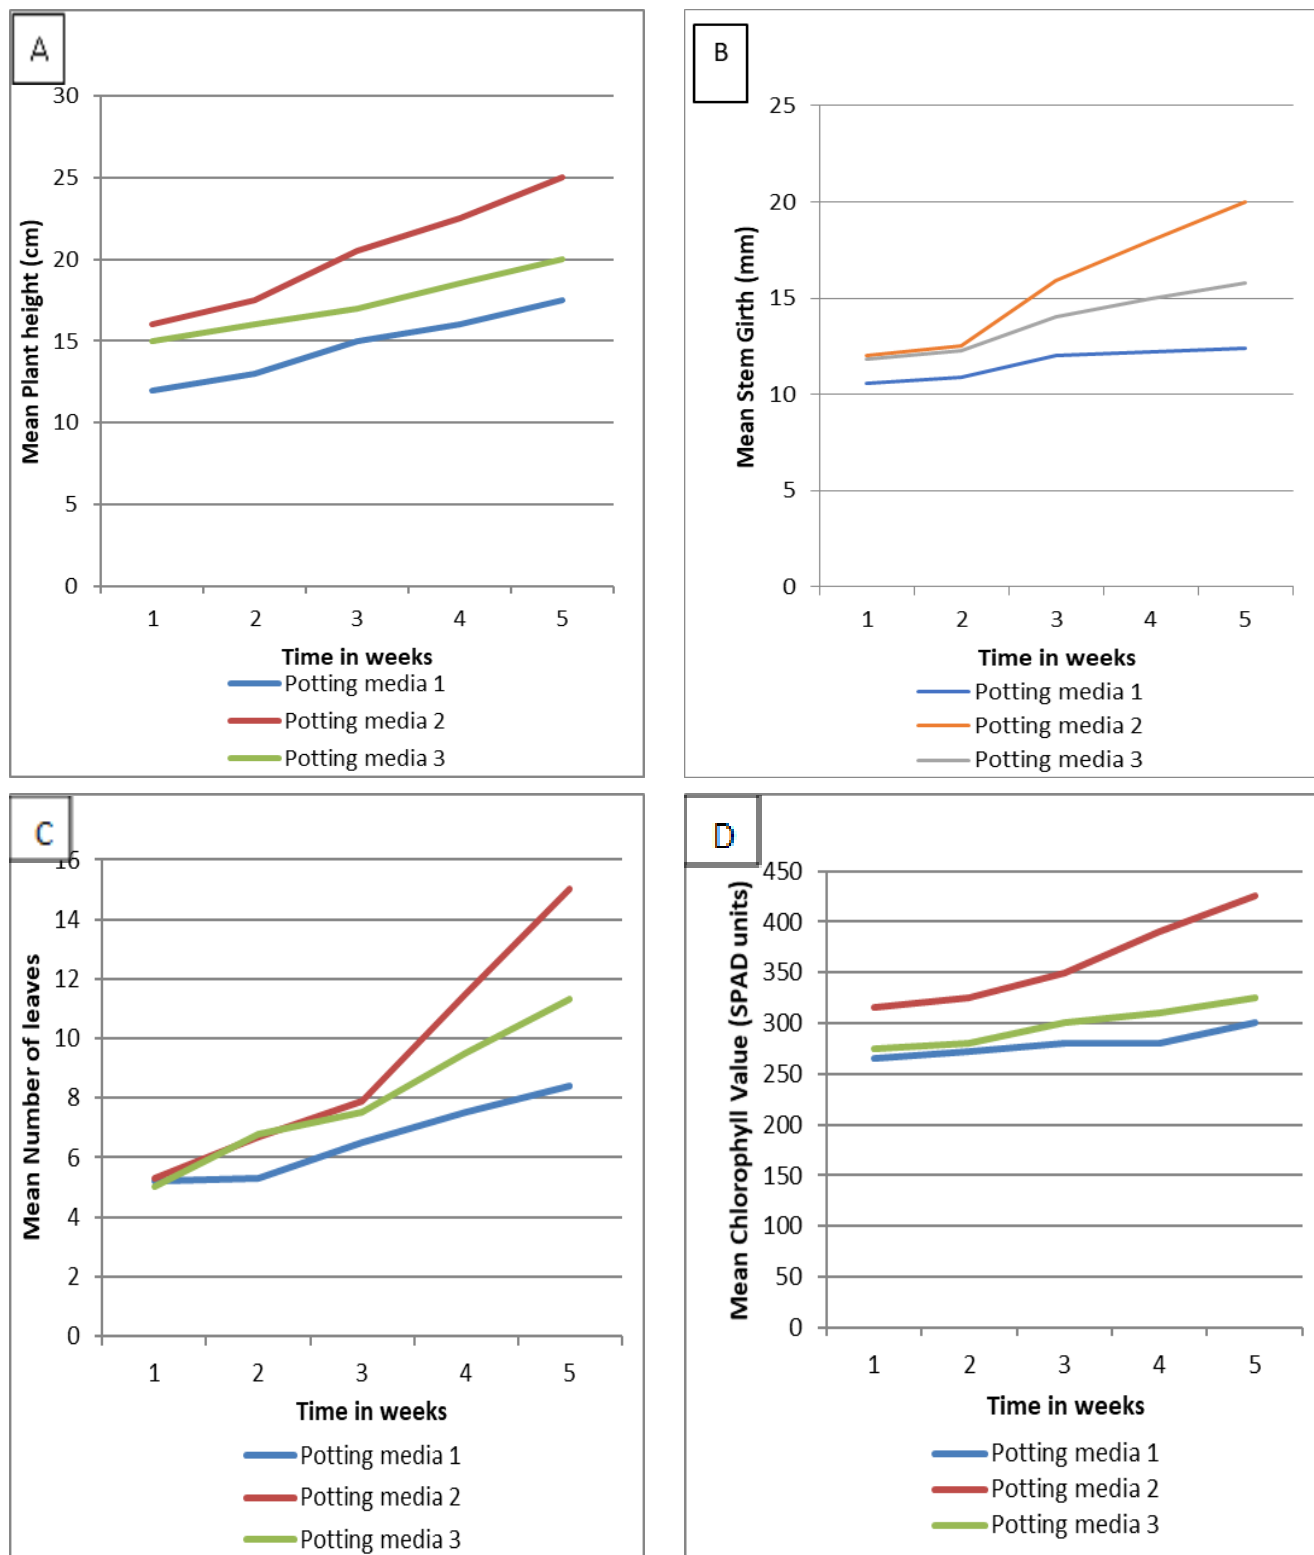 A
30
25
20
15
10
5
0
Mean Plant height (cm)
1 2 3 4 5
Time in weeks
Potting media 1
Potting media 2
Potting media 3
B
25
20
15
10
5
0
Mean Stem Girth (mm)
1 2 3 4 5
Time in weeks
Potting media 1
Potting media 2
Potting media 3
C
16
14
12
10
8
6
4
2
0
Mean Number of leaves
1 2 3 4 5
Time in weeks
Potting media 1
Potting media 2
Potting media 3
D
450
400
350
300
250
200
150
100
50
0
Mean Chlorophyll Value (SPAD units)
1 2 3 4 5
Time in weeks
Potting media 1
Potting media 2
Potting media 3